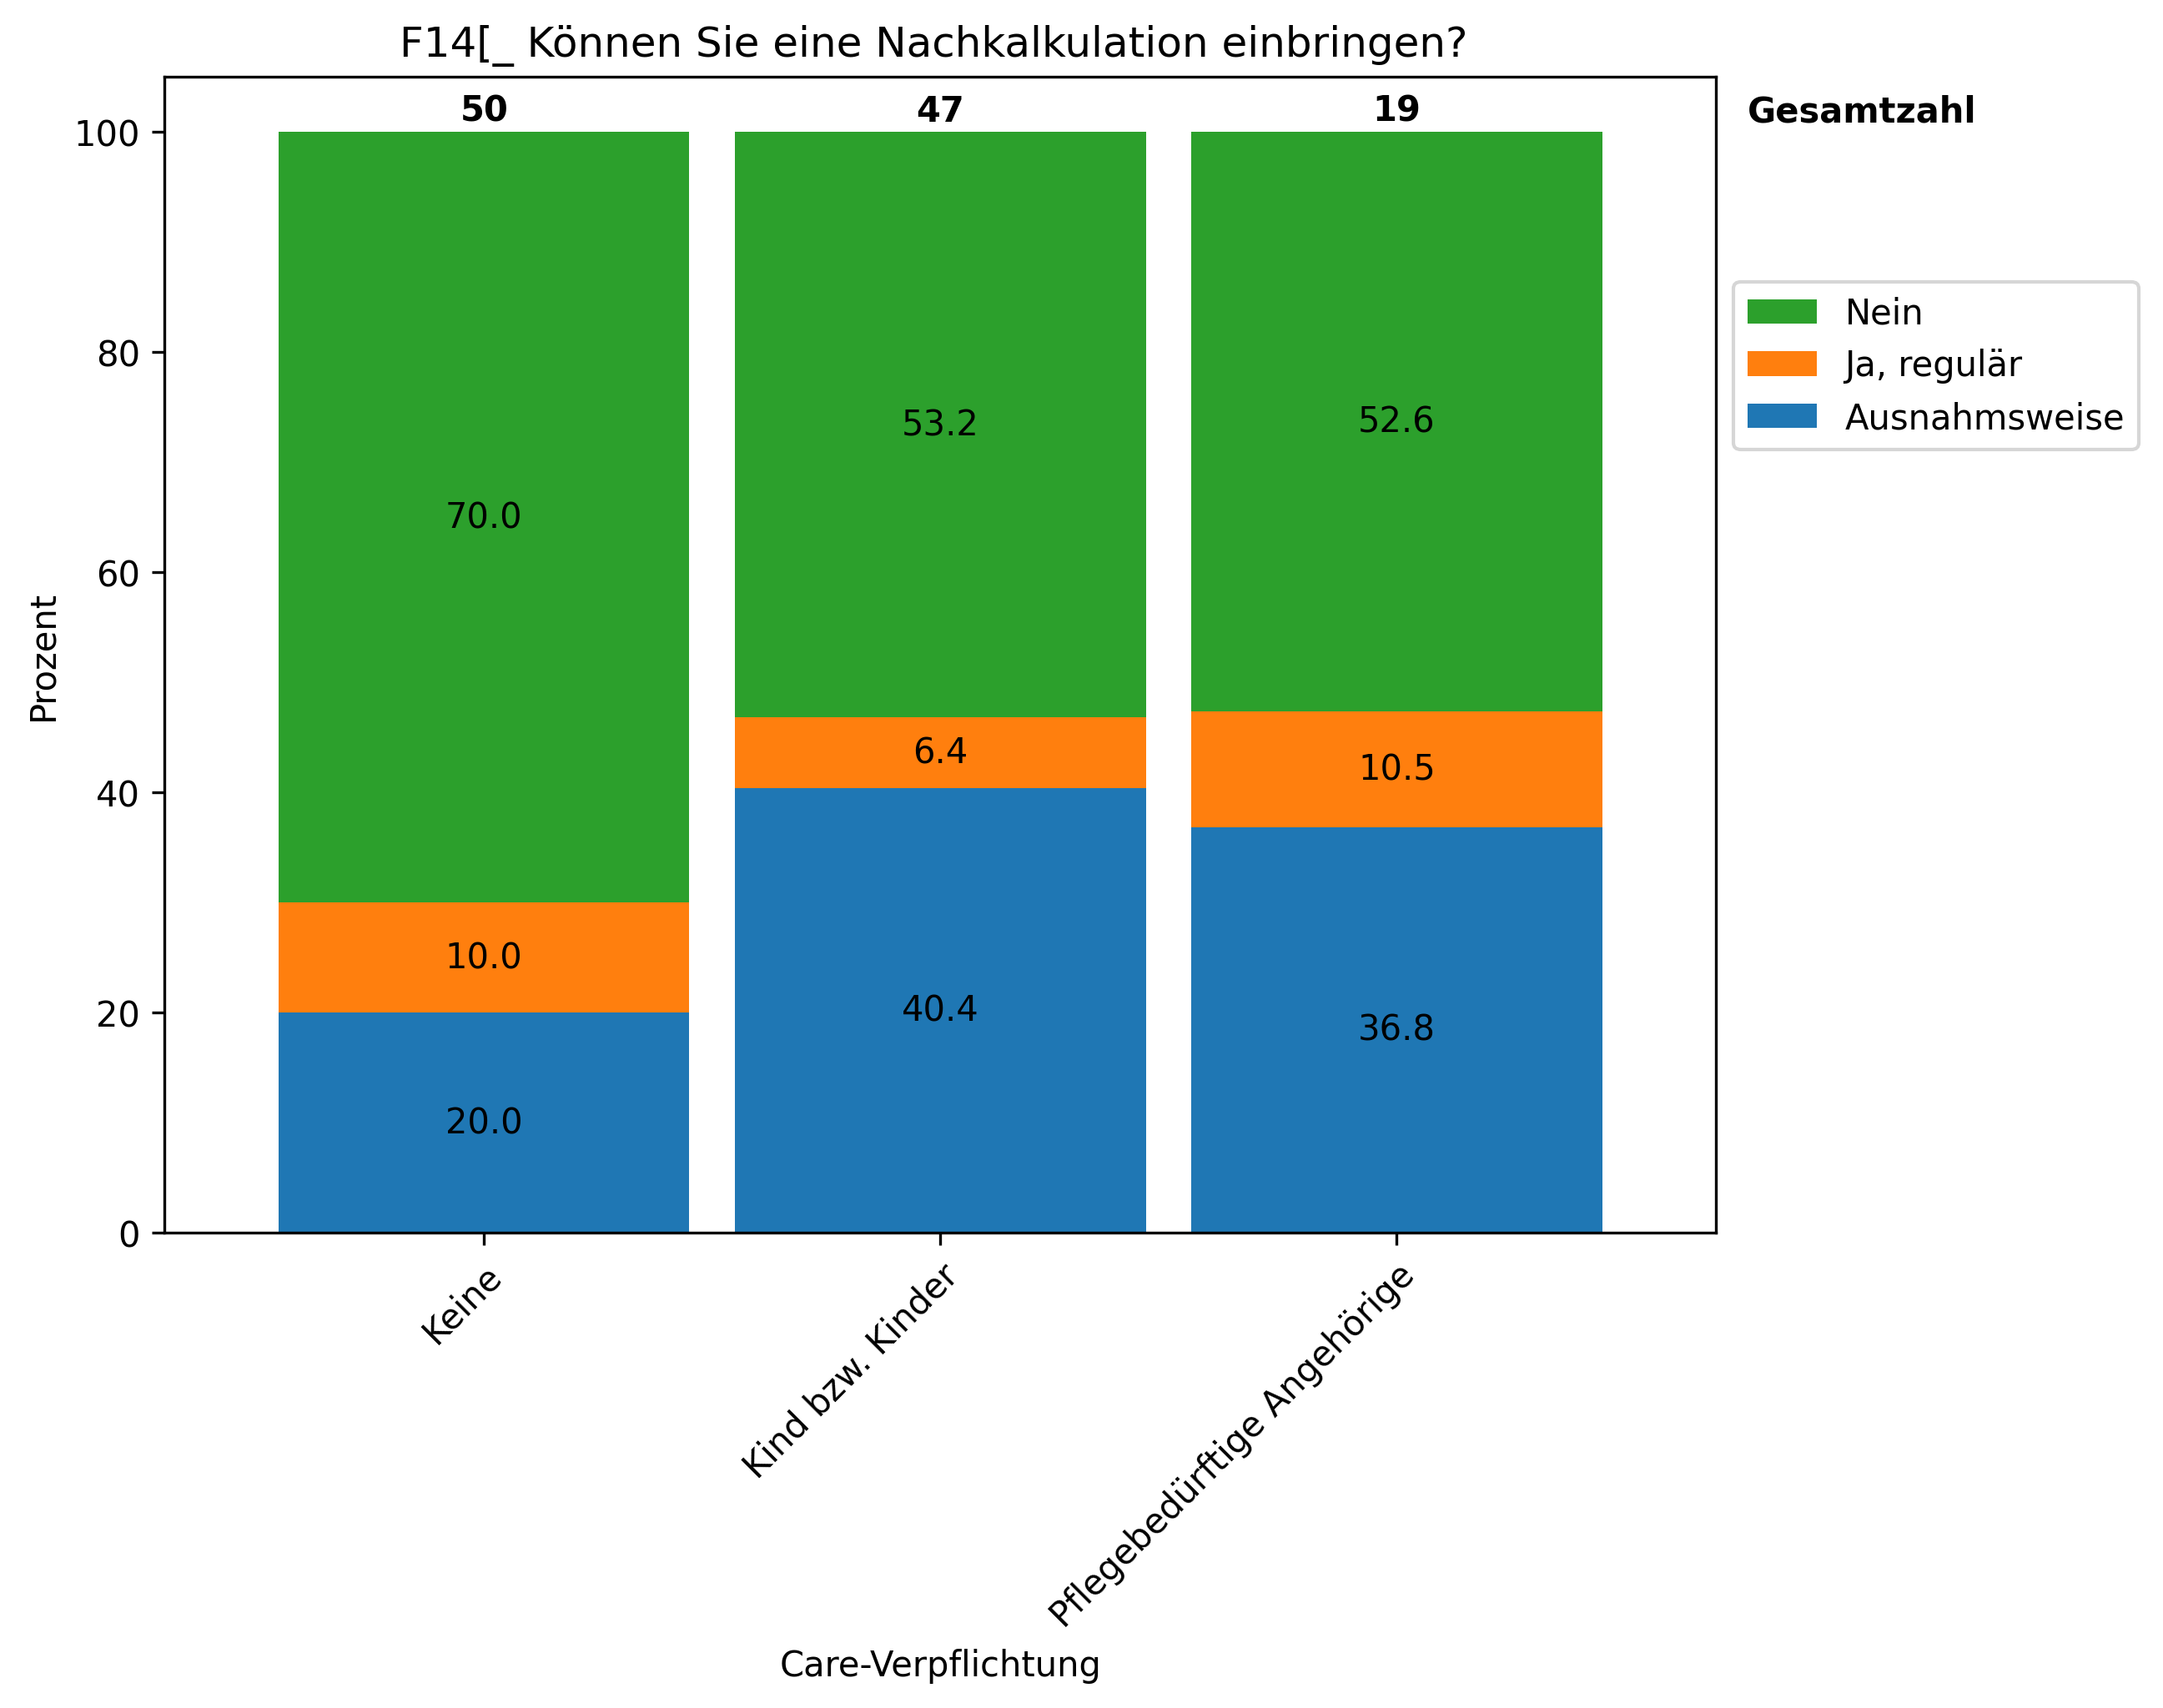 F14[_ Können Sie eine Nachkalkulation einbringen?
50 47 19 Gesamtzahl
100
80
60
40
20
0
Prozent
70.0
10.0
20.0
53.2
6.4
40.4
52.6
10.5
36.8
Nein
Ja, regulär
Ausnahmsweise
Keine
Kind bzw. Kinder
Pflegebedürftige Angehörige
Care-Verpflichtung